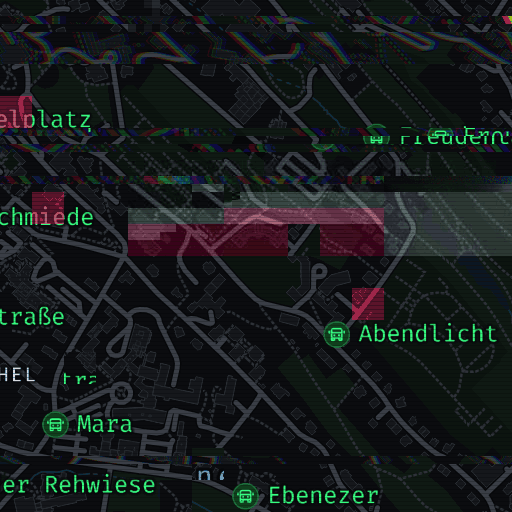 elplatz
chmiede
traße
Abendlicht
HEL
Mara
er Rehwiese
Ebenezer